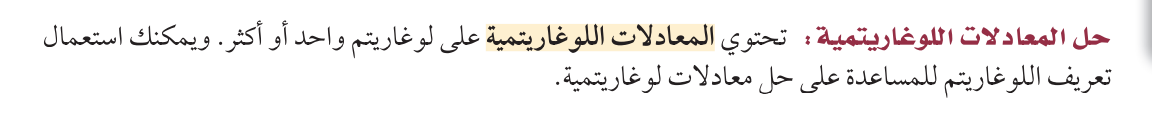 حل المعادلات اللوغاريتمية : تحتوي المعادلات اللوغاريتمية على لوغاريتم واحد أو أكثر. ويمكنك استعمال
تعريف اللوغاريتم للمساعدة على حل معادلات لوغاريتمية.